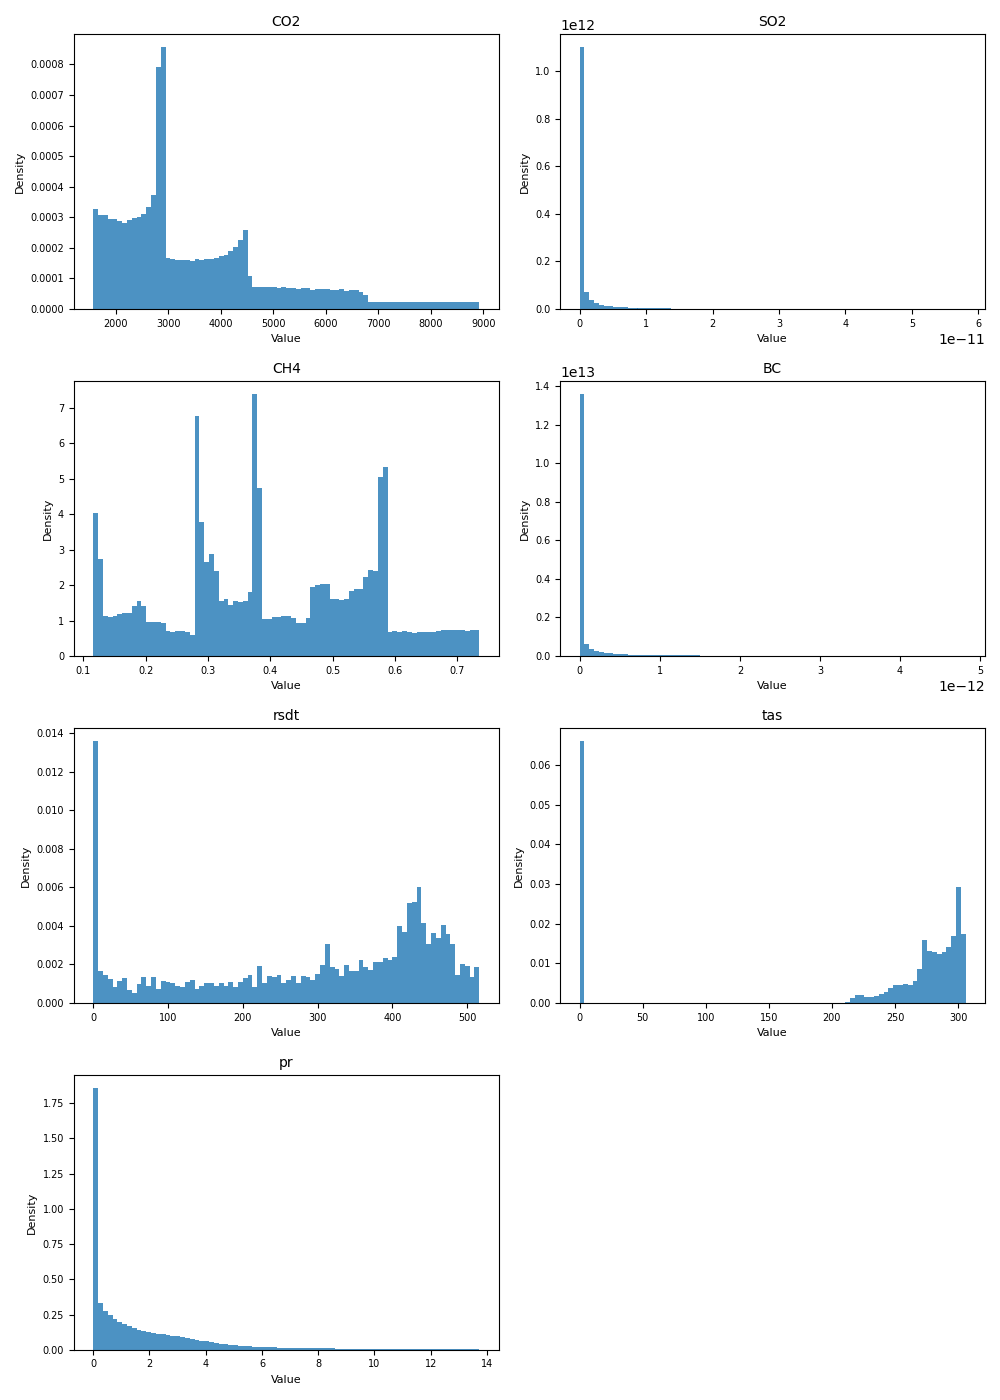 CO2
0.0008
0.0007
0.0006
0.0005
0.0004
0.0003
0.0002
0.0001
0.0000
Density
2000 3000 4000 5000 6000 7000 8000 9000
Value
SO2
1e12
1.0
0.8
0.6
0.4
0.2
0.0
Density
0 1 2 3 4 5 6
Value
1e−11
CH4
7
6
5
4
3
2
1
0
Density
0.1 0.2 0.3 0.4 0.5 0.6 0.7
Value
BC
1e13
1.4
1.2
1.0
0.8
0.6
0.4
0.2
0.0
Density
0 1 2 3 4 5
Value
1e−12
rsdt
0.014
0.012
0.010
0.008
0.006
0.004
0.002
0.000
Density
0 100 200 300 400 500
Value
tas
0.06
0.05
0.04
0.03
0.02
0.01
0.00
Density
0 50 100 150 200 250 300
Value
pr
1.75
1.50
1.25
1.00
0.75
0.50
0.25
0.00
Density
0 2 4 6 8 10 12 14
Value